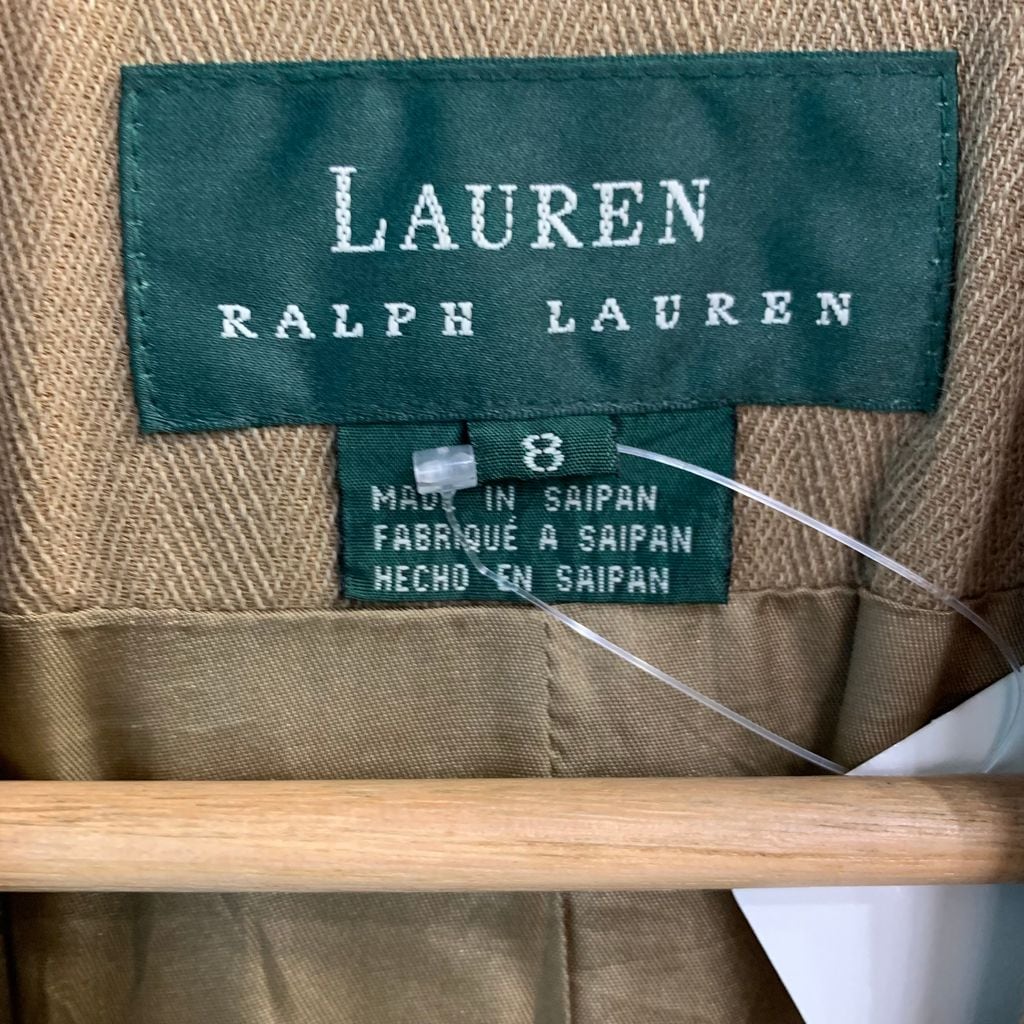 LAUREN
RALPH LAUREN
8
MADE IN SAIPAN
FABRIQUÉ A SAIPAN
HECHO EN SAIPAN